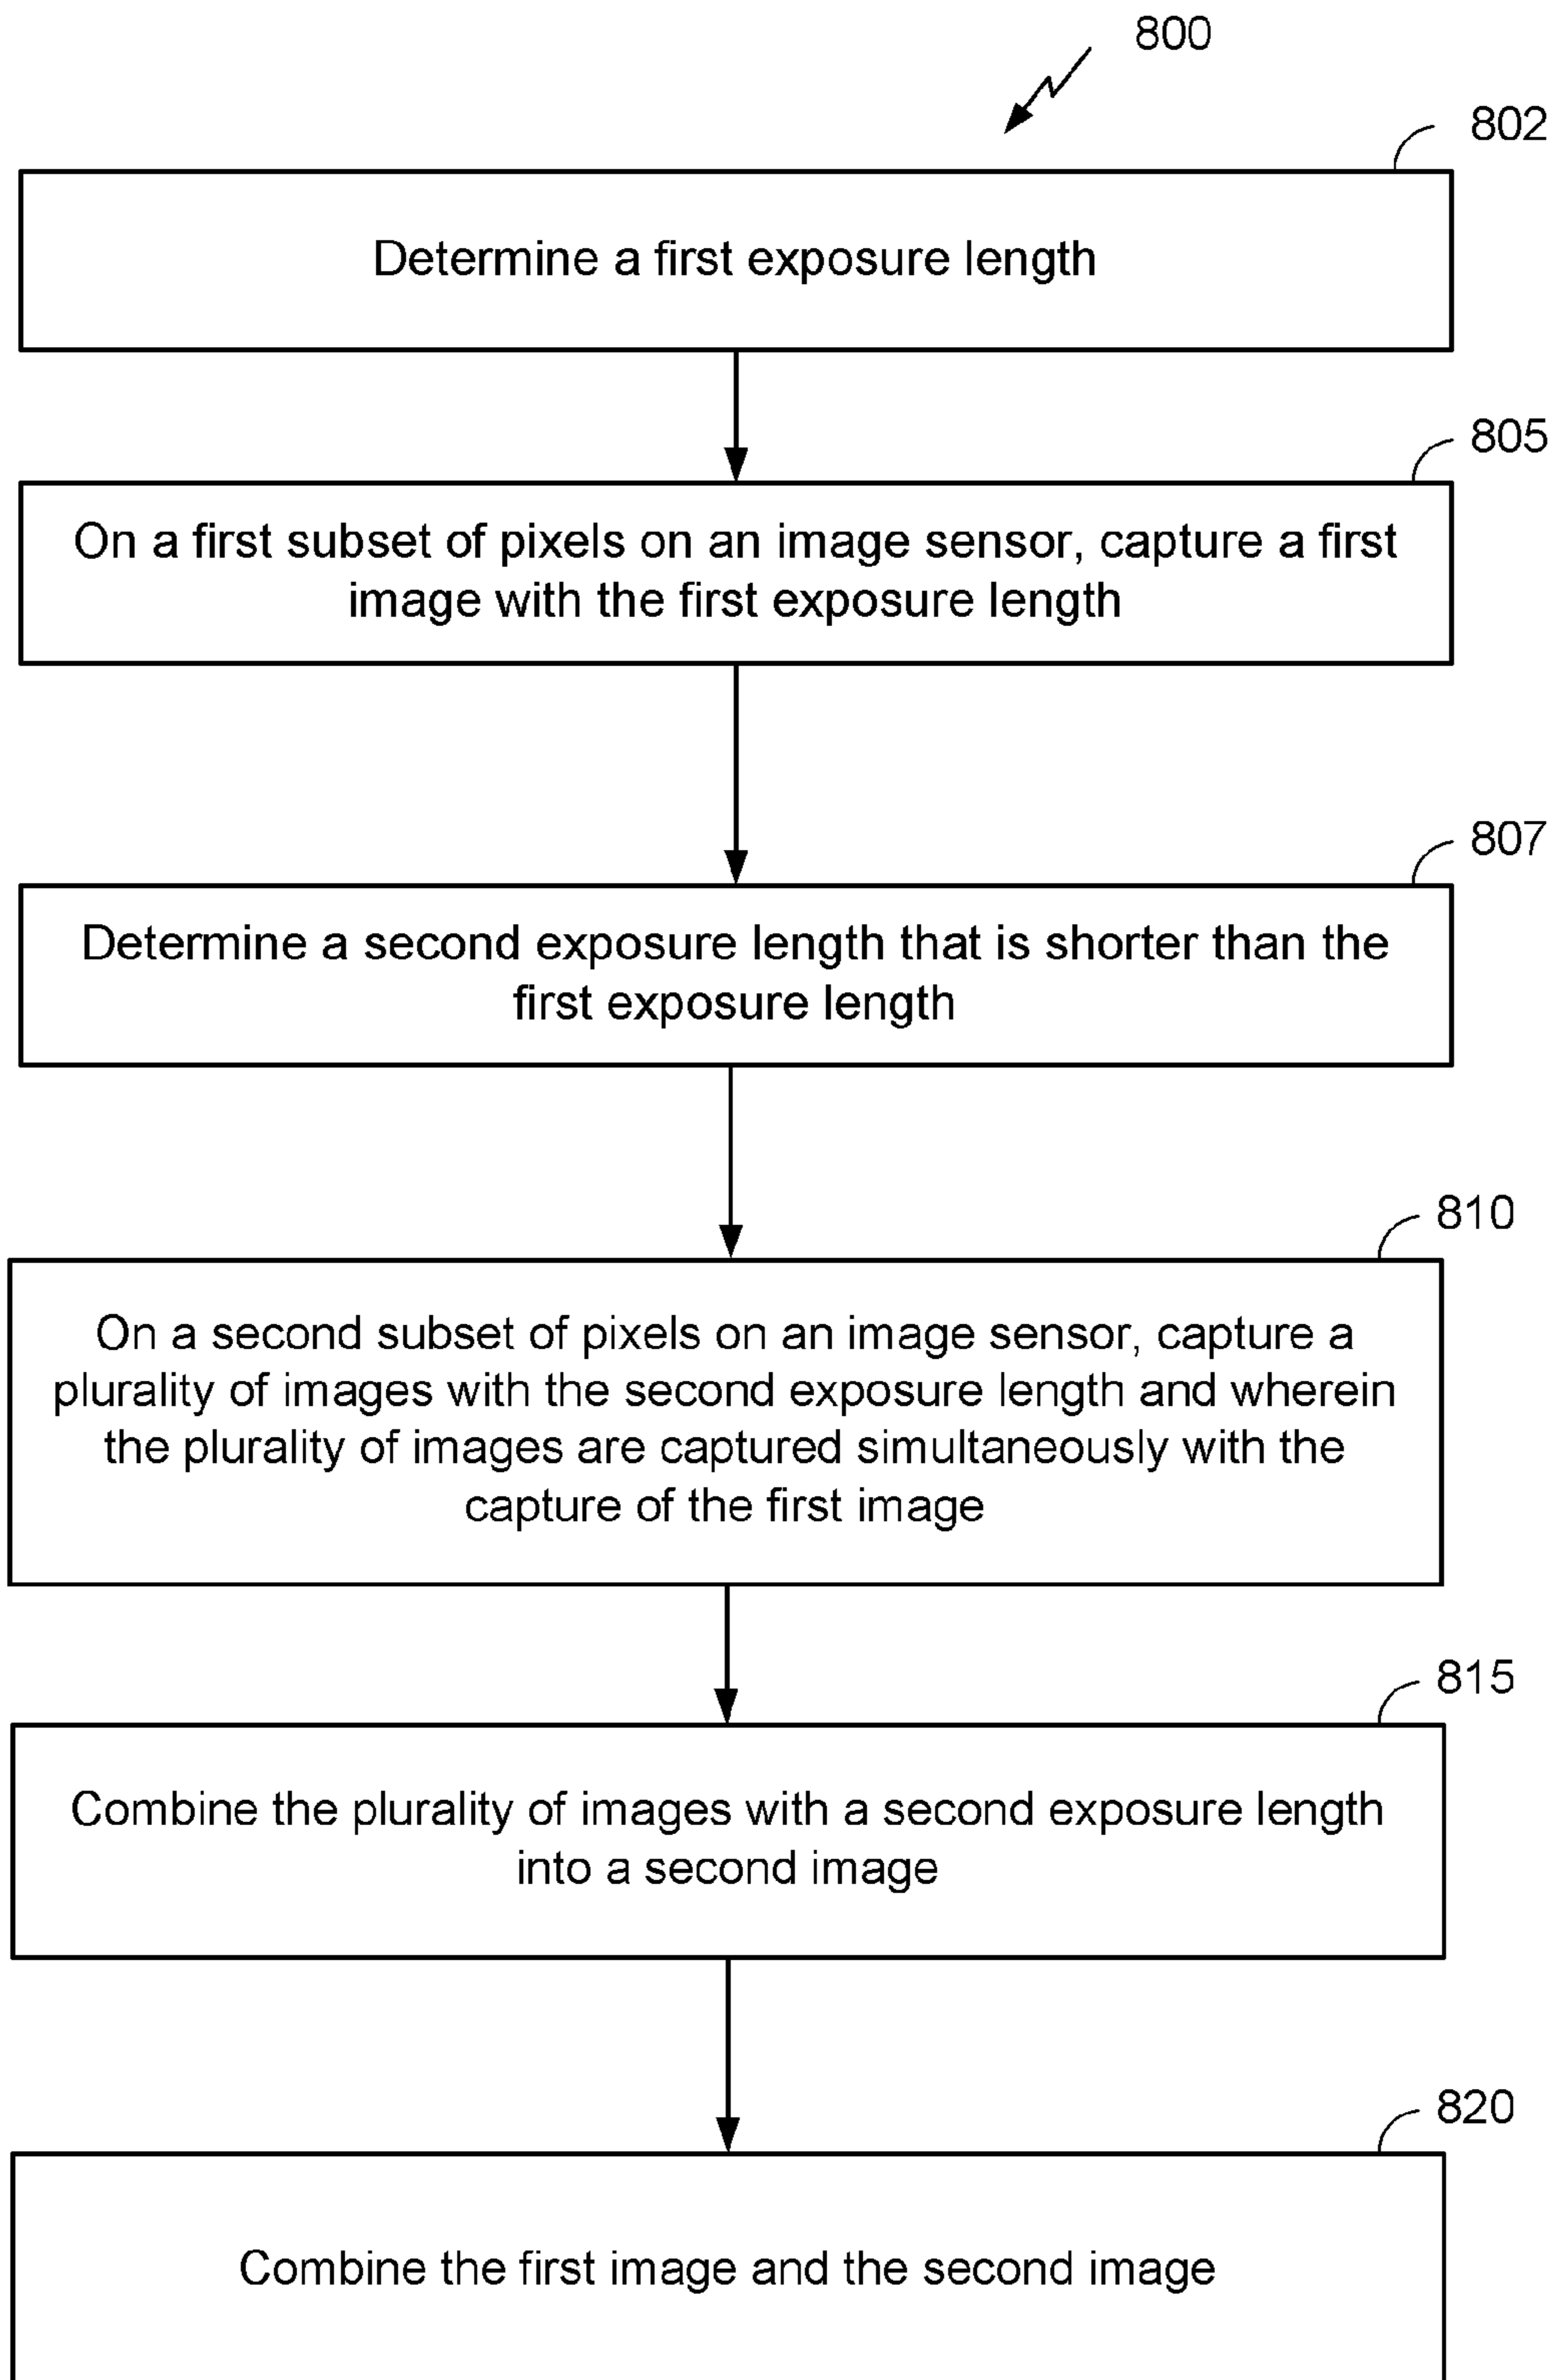 800
802
Determine a first exposure length
805
On a first subset of pixels on an image sensor, capture a first
image with the first exposure length
807
Determine a second exposure length that is shorter than the
first exposure length
810
On a second subset of pixels on an image sensor, capture a
plurality of images with the second exposure length and wherein
the plurality of images are captured simultaneously with the
capture of the first image
815
Combine the plurality of images with a second exposure length
into a second image
820
Combine the first image and the second image